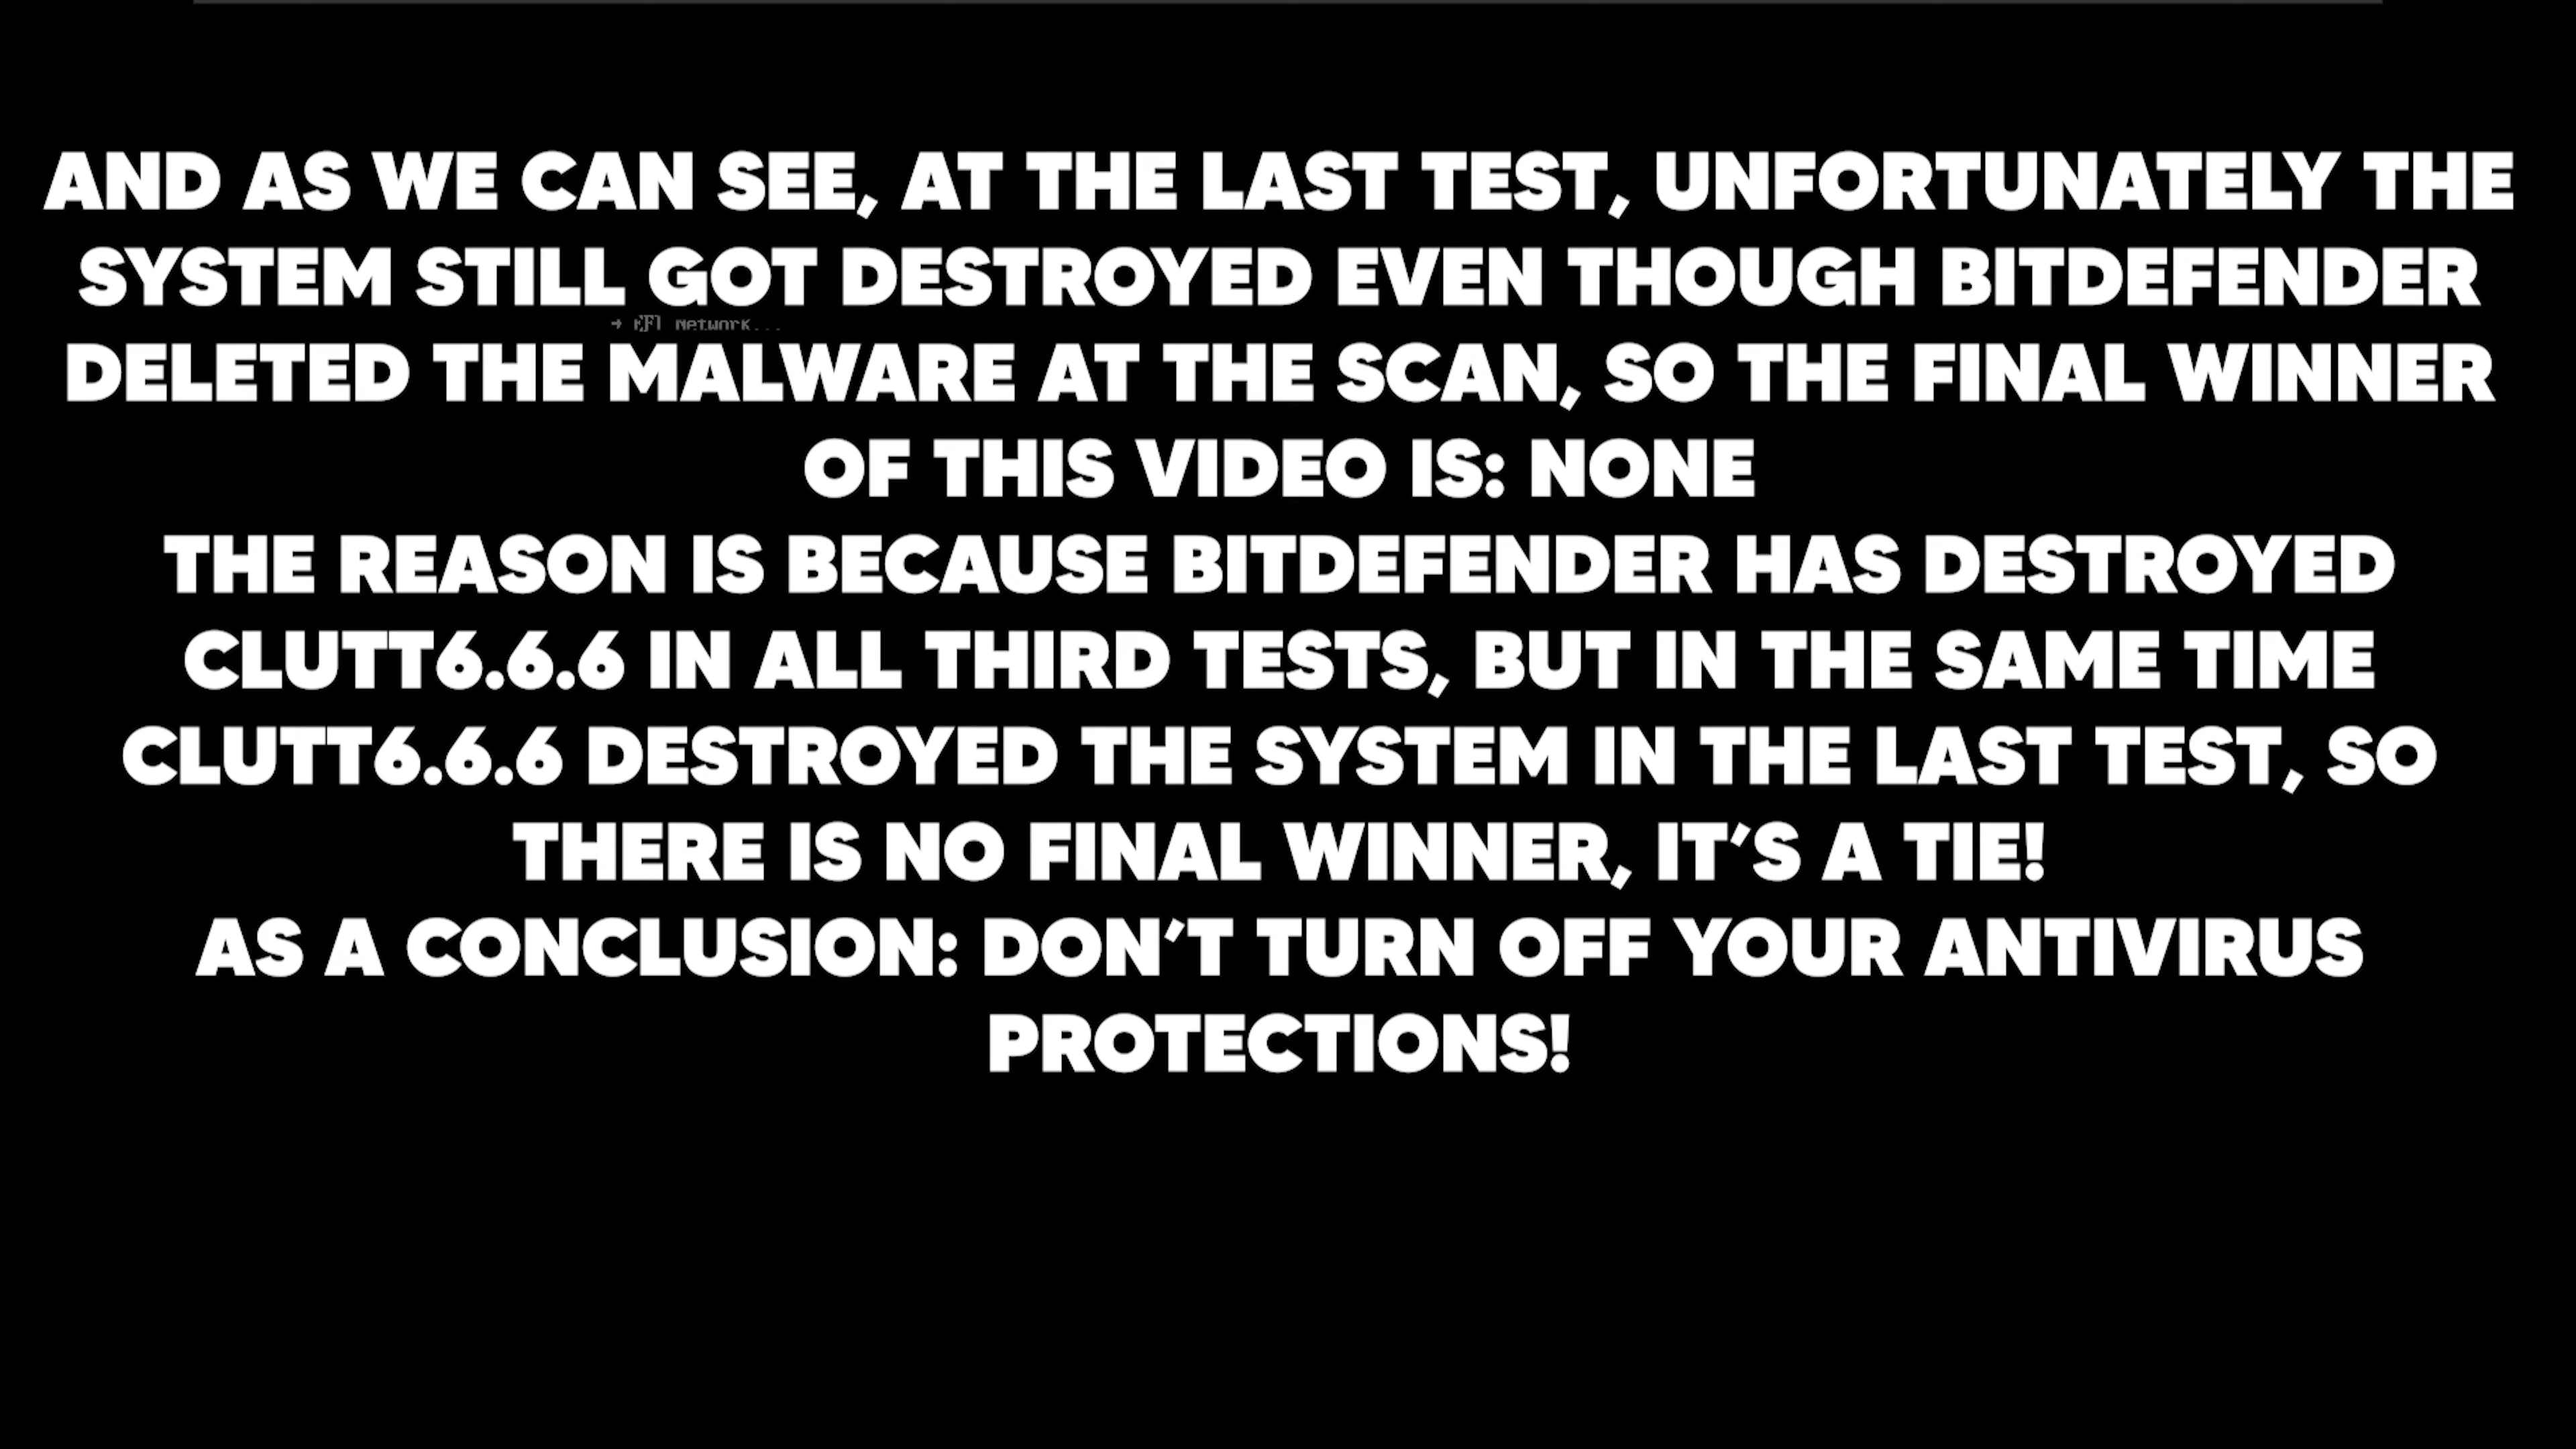 AND AS WE CAN SEE, AT THE LAST TEST, UNFORTUNATELY THE
SYSTEM STILL GOT DESTROYED EVEN THOUGH BITDEFENDER
→ EFI Network...
DELETED THE MALWARE AT THE SCAN, SO THE FINAL WINNER
OF THIS VIDEO IS: NONE
THE REASON IS BECAUSE BITDEFENDER HAS DESTROYED
CLUTT6.6.6 IN ALL THIRD TESTS, BUT IN THE SAME TIME
CLUTT6.6.6 DESTROYED THE SYSTEM IN THE LAST TEST, SO
THERE IS NO FINAL WINNER, IT’S A TIE!
AS A CONCLUSION: DON’T TURN OFF YOUR ANTIVIRUS
PROTECTIONS!